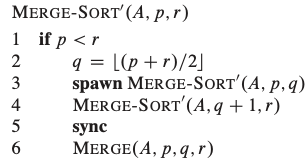 MERGE-SORT′(A, p, r)
1 if p < r
2 q = ⌊(p + r)/2⌋
3 spawn MERGE-SORT′(A, p, q)
4 MERGE-SORT′(A, q + 1, r)
5 sync
6 MERGE(A, p, q, r)